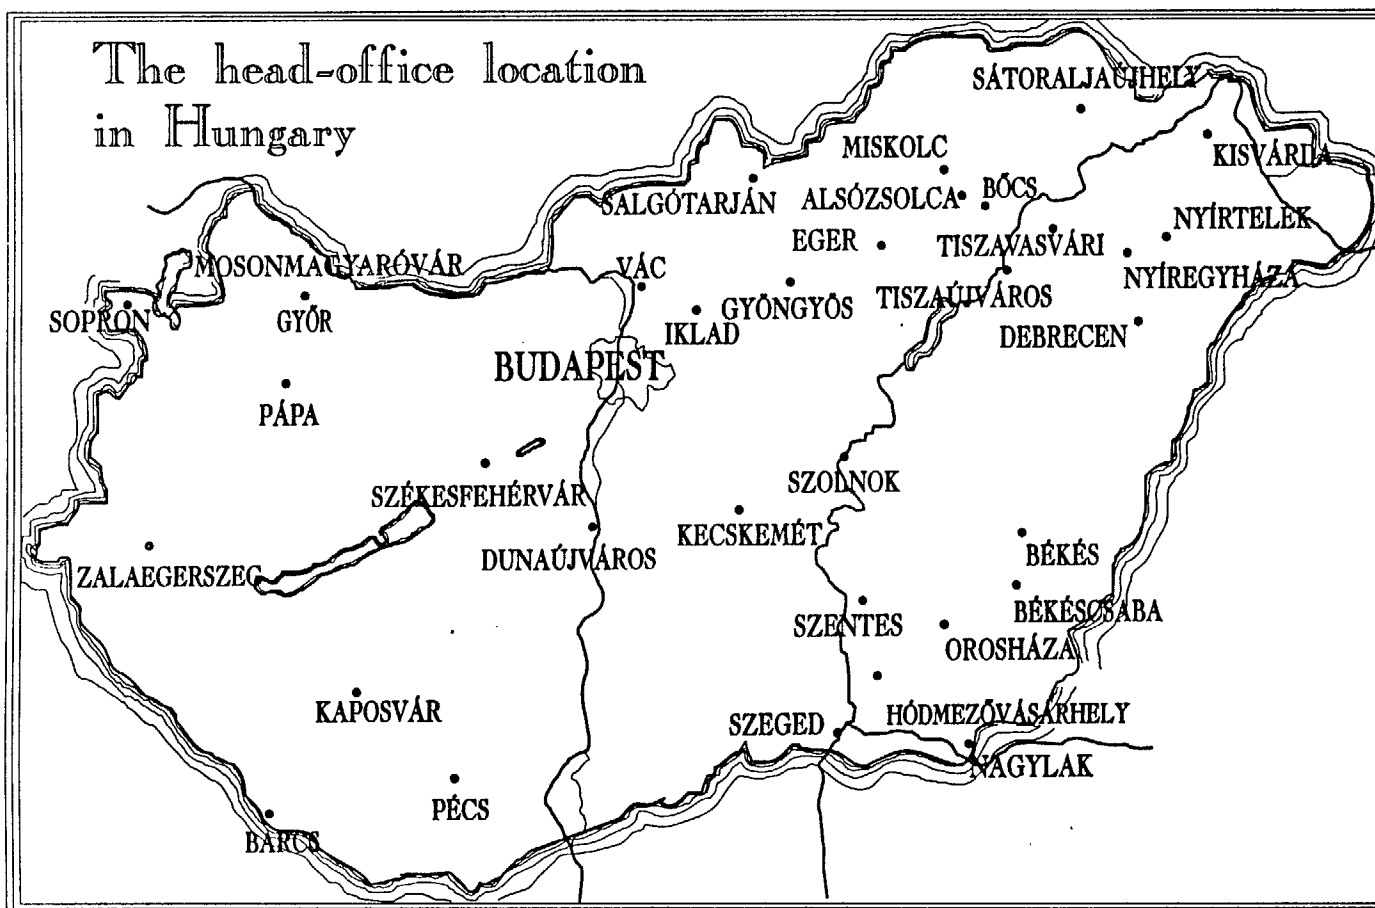 The head-office location
in Hungary
SÁTORALJAÚJHELY
MISKOLC
KISVÁRDA
SALGÓTARJÁN
ALSÓZSOLCA
BŐCS
NYÍRTELEK
EGER
TISZAVASVÁRI
MOSONMAGYARÓVÁR
VÁC
NYÍREGYHÁZA
TISZAÚJVÁROS
GYÖNGYÖS
SOPRON
GYŐR
IKLAD
DEBRECEN
BUDAPEST
PÁPA
SZOLNOK
SZÉKESFEHÉRVÁR
KECSKEMÉT
DUNAÚJVÁROS
BÉKÉS
ZALAEGERSZEG
BÉKÉSCSABA
SZENTES
OROSHÁZA
KAPOSVÁR
HÓDMEZŐVÁSÁRHELY
SZEGED
NAGYLAK
PÉCS
BARCS